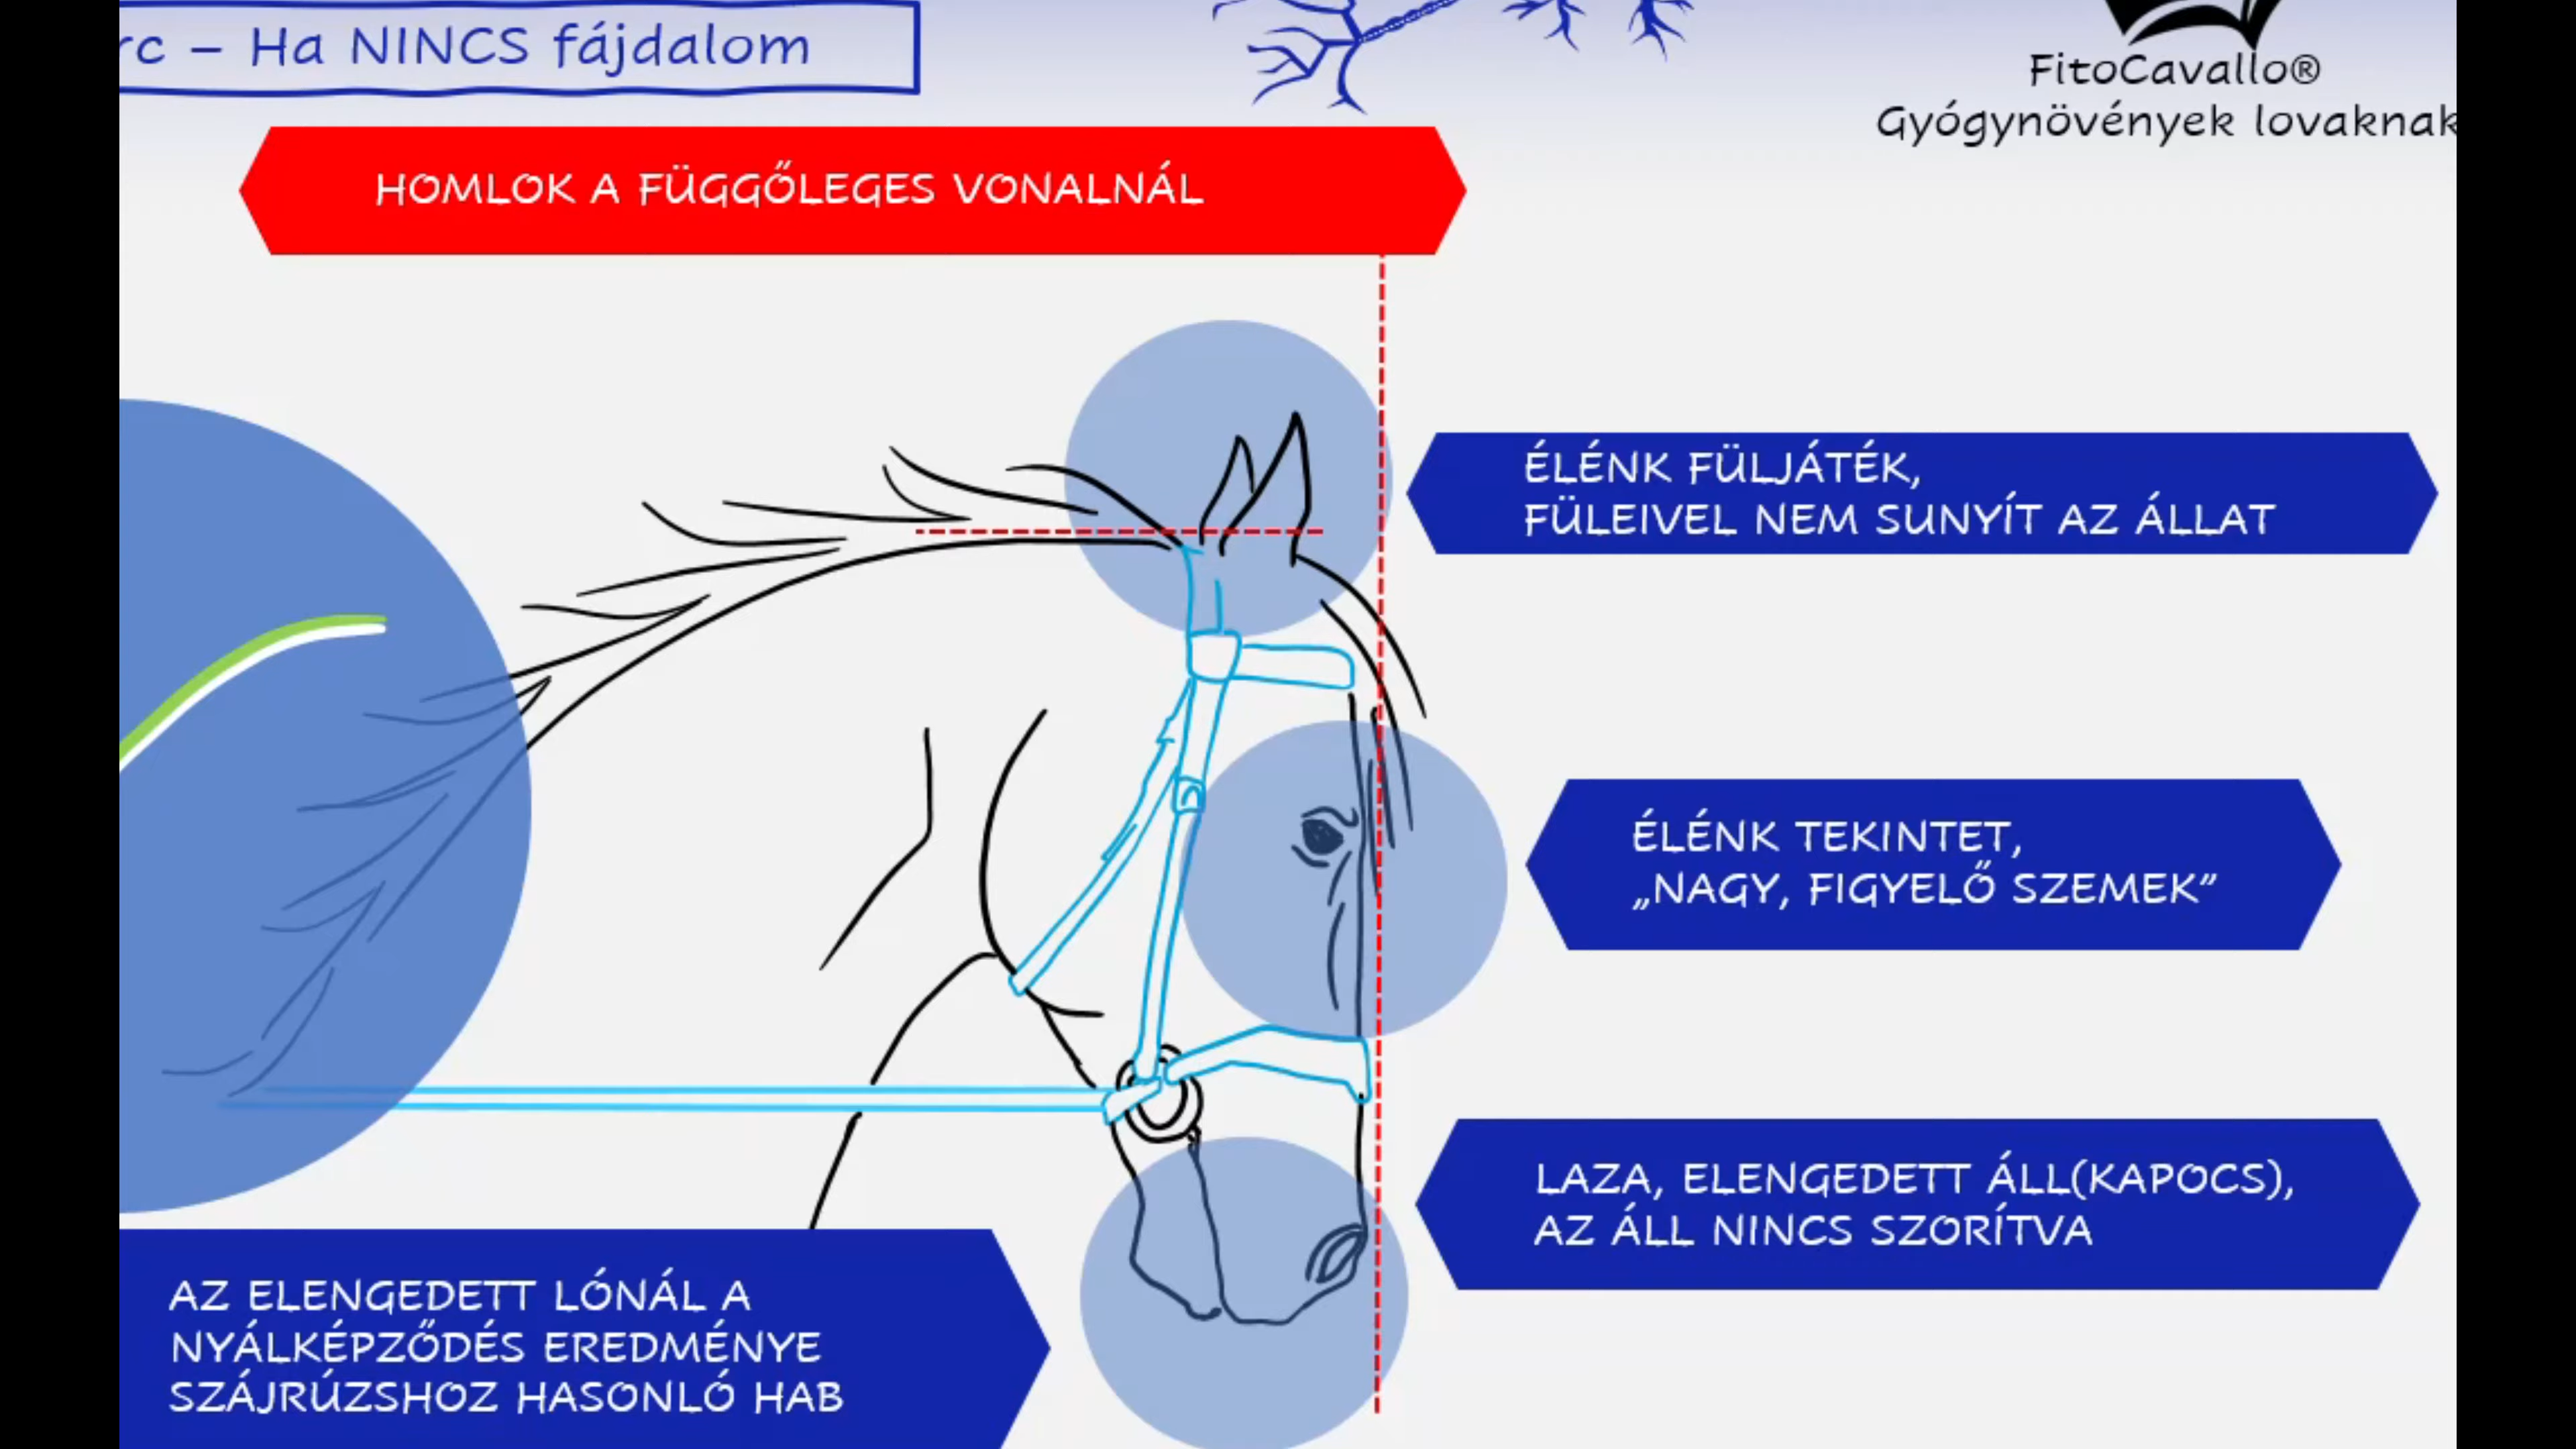 rc – Ha NINCS fájdalom
FitoCavallo®
Gyógynövények lovaknak
HOMLOK A FÜGGŐLEGES VONALNÁL
ÉLÉNK FÜLJÁTÉK,
FÜLEIVEL NEM SUNYÍT AZ ÁLLAT
ÉLÉNK TEKINTET,
„NAGY, FIGYELŐ SZEMEK”
LAZA, ELENGEDETT ÁLL(KAPOCS),
AZ ÁLL NINCS SZORÍTVA
AZ ELENGEDETT LÓNÁL A
NYÁLKÉPZŐDÉS EREDMÉNYE
SZÁJRÚZSHOZ HASONLÓ HAB